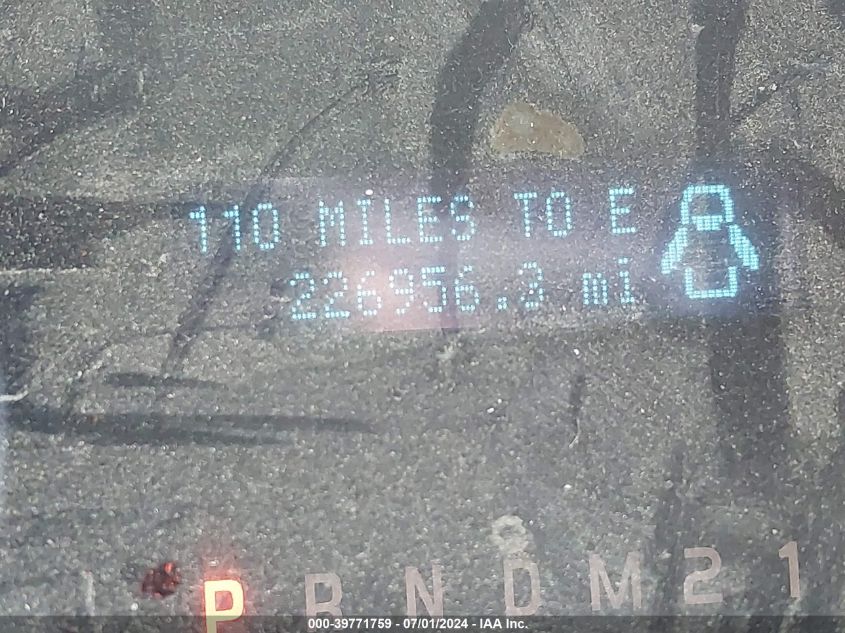 110 MILES TO E
226956.3 mi
P R N D M 2 1
000-39771759 - 07/01/2024 - IAA Inc.